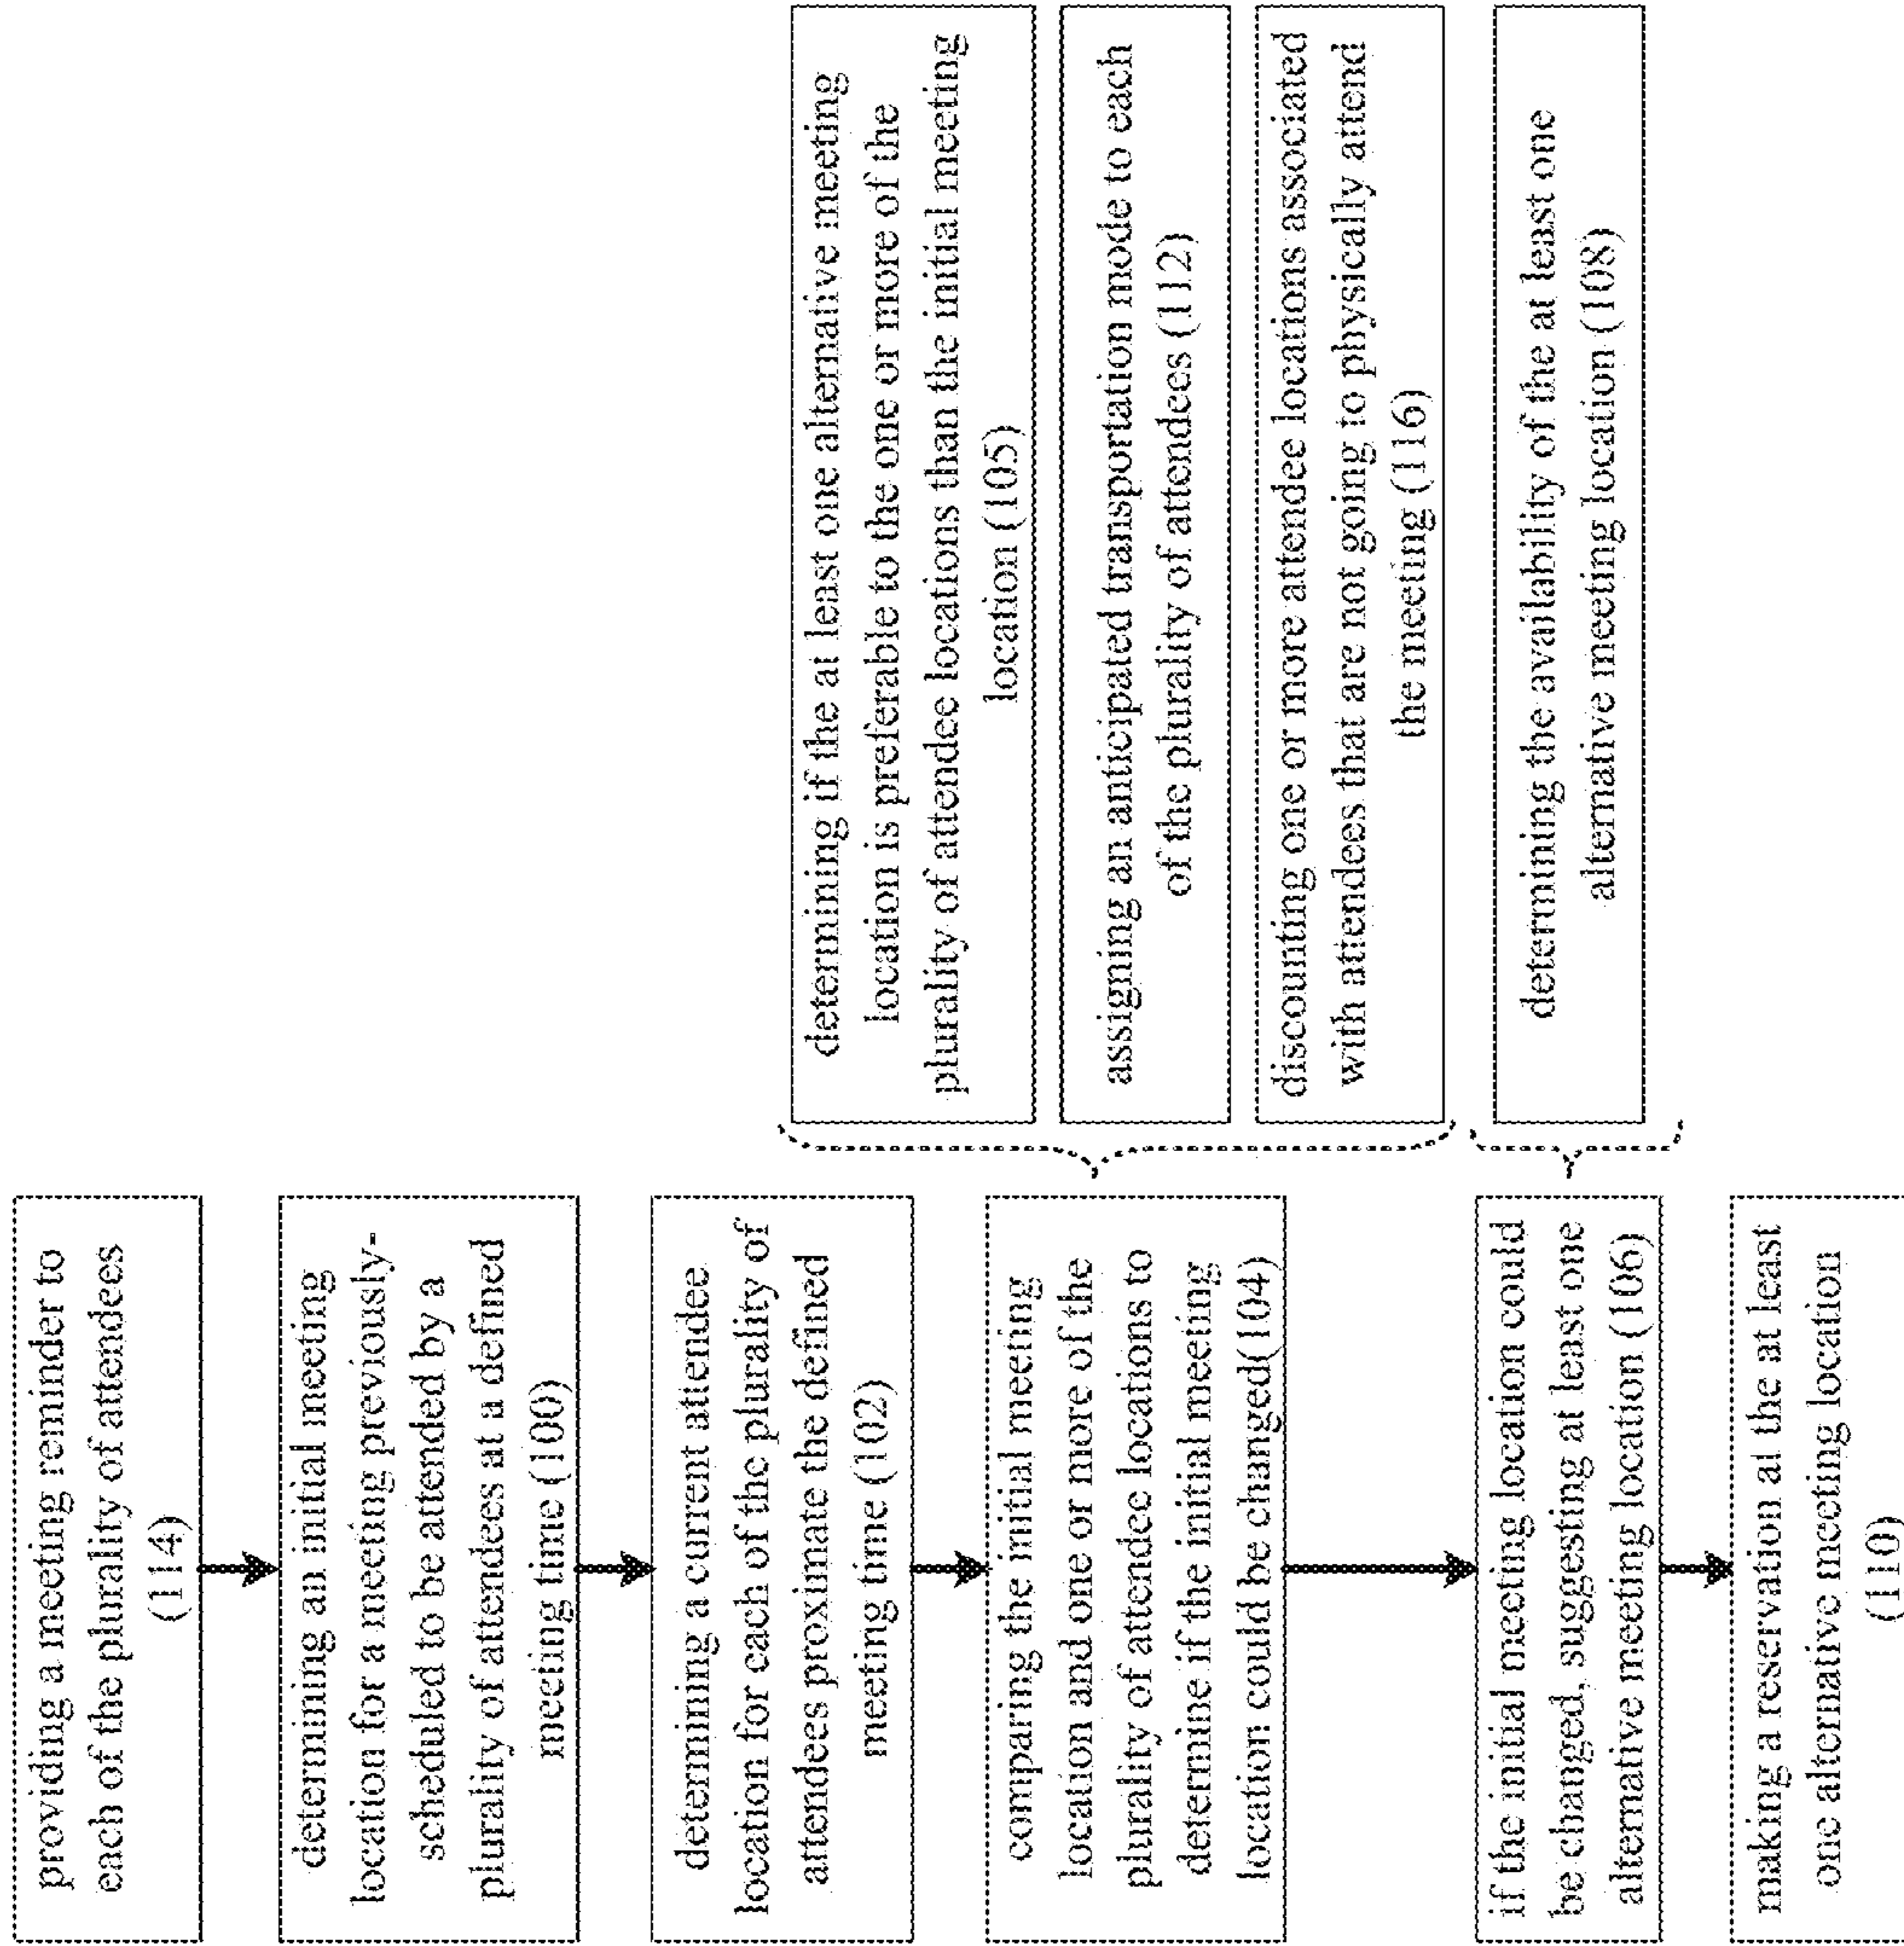 providing a meeting reminder to
each of the plurality of attendees
(114)
determining an initial meeting
location for a meeting previously-
scheduled to be attended by a
plurality of attendees at a defined
meeting time (100)
determining a current attendee
location for each of the plurality of
attendees proximate the defined
meeting time (102)
comparing the initial meeting
location and one or more of the
plurality of attendee locations to
determine if the initial meeting
location could be changed(104)
determining if the at least one alternative meeting
location is preferable to the one or more of the
plurality of attendee locations than the initial meeting
location (105)
assigning an anticipated transportation mode to each
of the plurality of attendees (112)
discounting one or more attendee locations associated
with attendees that are not going to physically attend
the meeting (116)
if the initial meeting location could
be changed, suggesting at least one
alternative meeting location (106)
determining the availability of the at least one
alternative meeting location (108)
making a reservation al the at least
one alternative meeting location
(110)